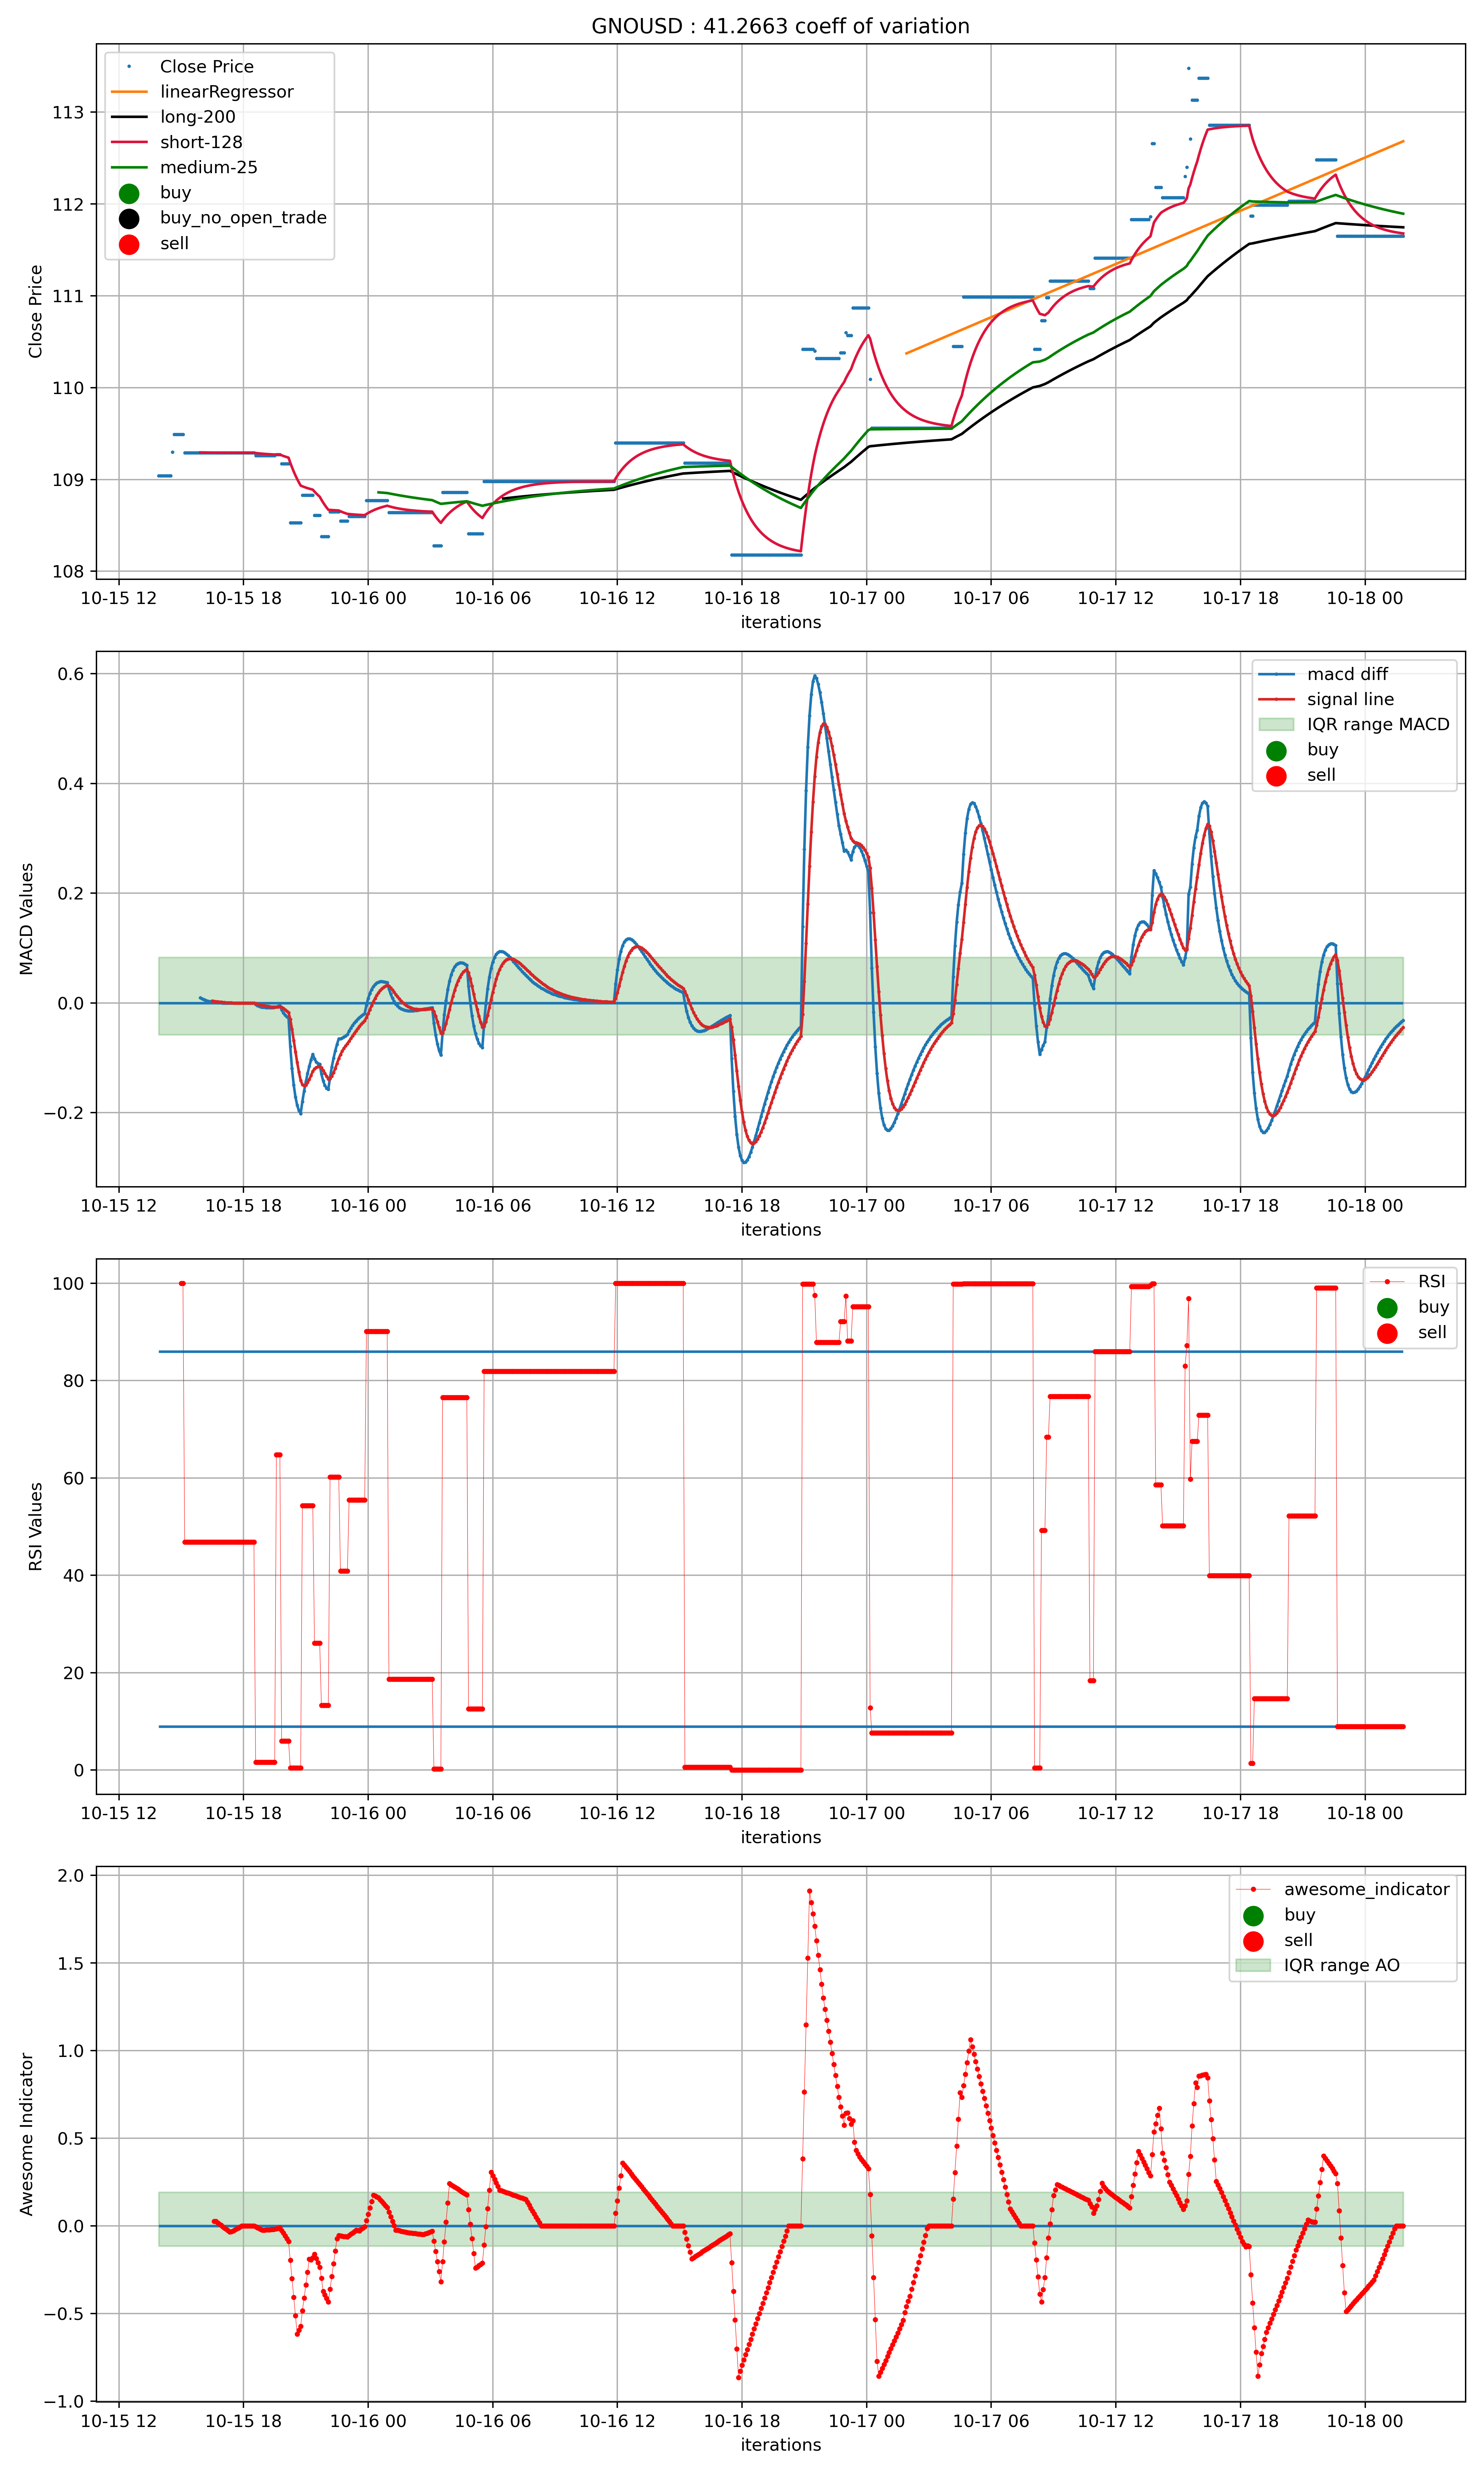 GNOUSD : 41.2663 coeff of variation
Close Price
linearRegressor
long-200
short-128
medium-25
buy
buy_no_open_trade
sell
Close Price
113
112
111
110
109
108
10-15 12 10-15 18 10-16 00 10-16 06 10-16 12 10-16 18 10-17 00 10-17 06 10-17 12 10-17 18 10-18 00
iterations
macd diff
signal line
IQR range MACD
buy
sell
MACD Values
0.6
0.4
0.2
0.0
−0.2
10-15 12 10-15 18 10-16 00 10-16 06 10-16 12 10-16 18 10-17 00 10-17 06 10-17 12 10-17 18 10-18 00
iterations
RSI
buy
sell
RSI Values
100
80
60
40
20
0
10-15 12 10-15 18 10-16 00 10-16 06 10-16 12 10-16 18 10-17 00 10-17 06 10-17 12 10-17 18 10-18 00
iterations
awesome_indicator
buy
sell
IQR range AO
Awesome Indicator
2.0
1.5
1.0
0.5
0.0
−0.5
−1.0
10-15 12 10-15 18 10-16 00 10-16 06 10-16 12 10-16 18 10-17 00 10-17 06 10-17 12 10-17 18 10-18 00
iterations